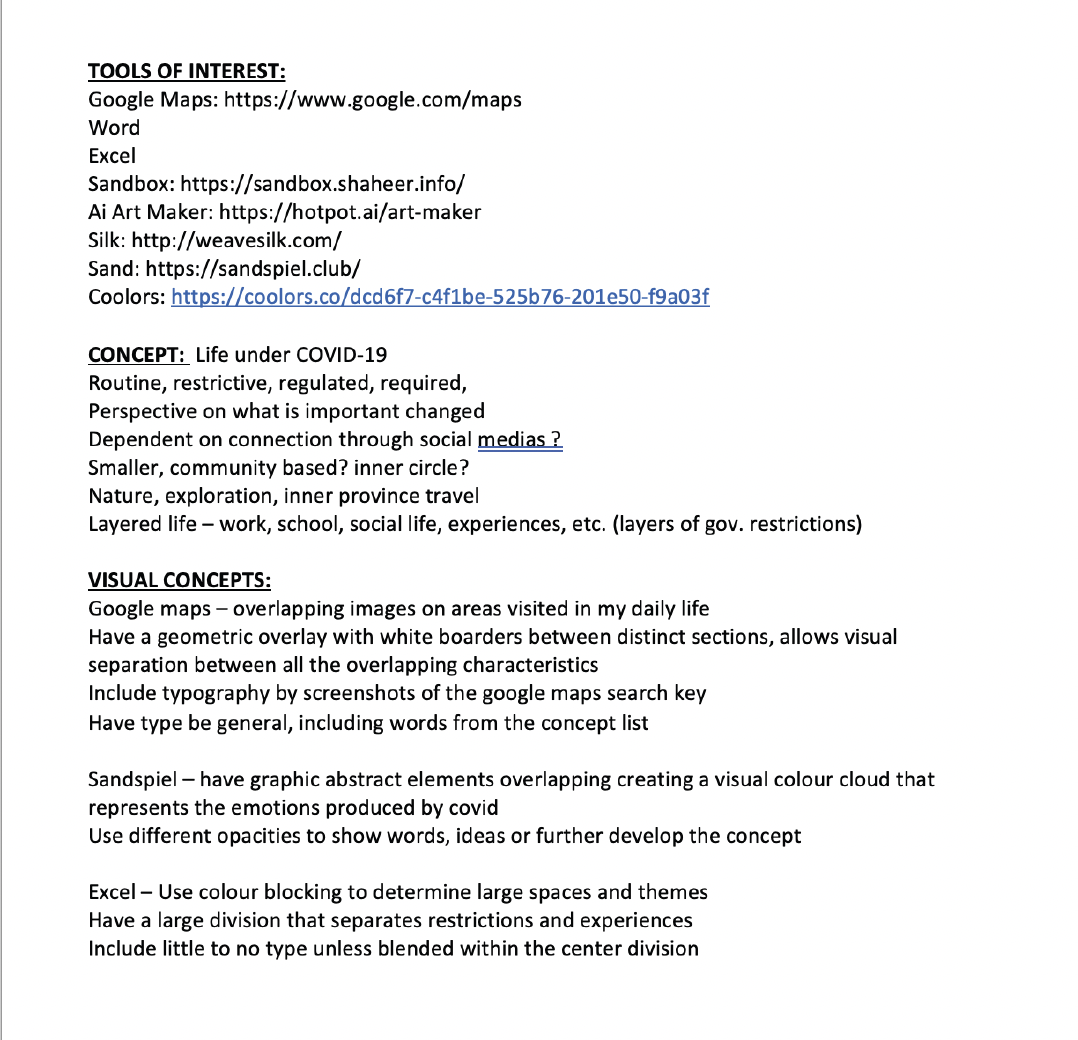 TOOLS OF INTEREST:
Google Maps: https://www.google.com/maps
Word
Excel
Sandbox: https://sandbox.shaheer.info/
Ai Art Maker: https://hotpot.ai/art-maker
Silk: http://weavesilk.com/
Sand: https://sandspiel.club/
Coolors: https://coolors.co/dcd6f7-c4f1be-525b76-201e50-f9a03f
CONCEPT:  Life under COVID-19
Routine, restrictive, regulated, required,
Perspective on what is important changed
Dependent on connection through social medias ?
Smaller, community based? inner circle?
Nature, exploration, inner province travel
Layered life – work, school, social life, experiences, etc. (layers of gov. restrictions)
VISUAL CONCEPTS:
Google maps – overlapping images on areas visited in my daily life
Have a geometric overlay with white boarders between distinct sections, allows visual
separation between all the overlapping characteristics
Include typography by screenshots of the google maps search key
Have type be general, including words from the concept list
Sandspiel – have graphic abstract elements overlapping creating a visual colour cloud that
represents the emotions produced by covid
Use different opacities to show words, ideas or further develop the concept
Excel – Use colour blocking to determine large spaces and themes
Have a large division that separates restrictions and experiences
Include little to no type unless blended within the center division